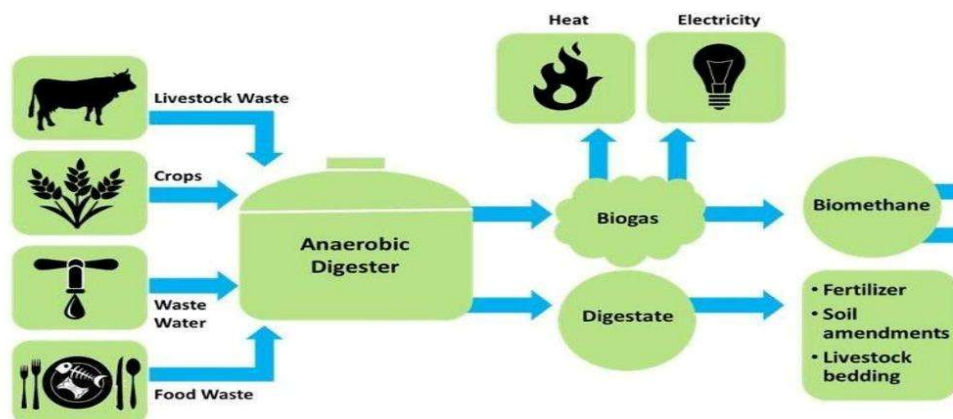 Heat
Electricity
Livestock Waste
Crops
Waste
Water
Food Waste
Anaerobic
Digester
Biogas
Digestate
Biomethane
• Fertilizer
• Soil
amendments
• Livestock
bedding